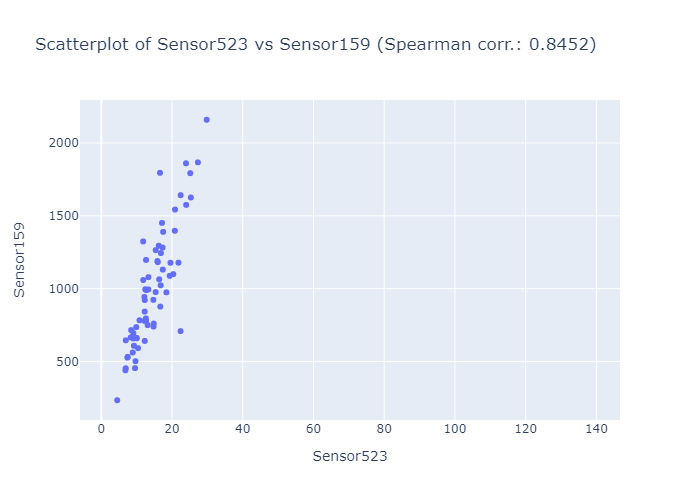 Scatterplot of Sensor523 vs Sensor159 (Spearman corr.: 0.8452)
2000
1500
1000
500
Sensor159
0 20 40 60 80 100 120 140
Sensor523